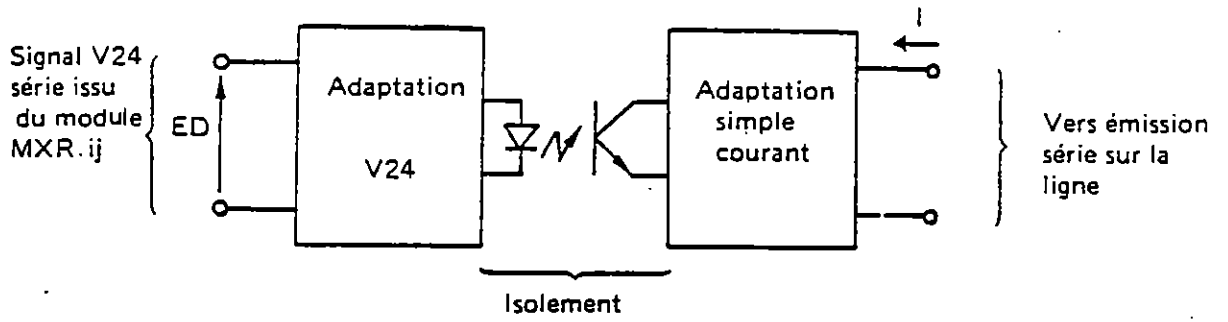 I
Signal V24
série issu
du module
MXR.ij
ED
Adaptation
V24
Adaptation
simple
courant
Vers émission
série sur la
ligne
Isolement